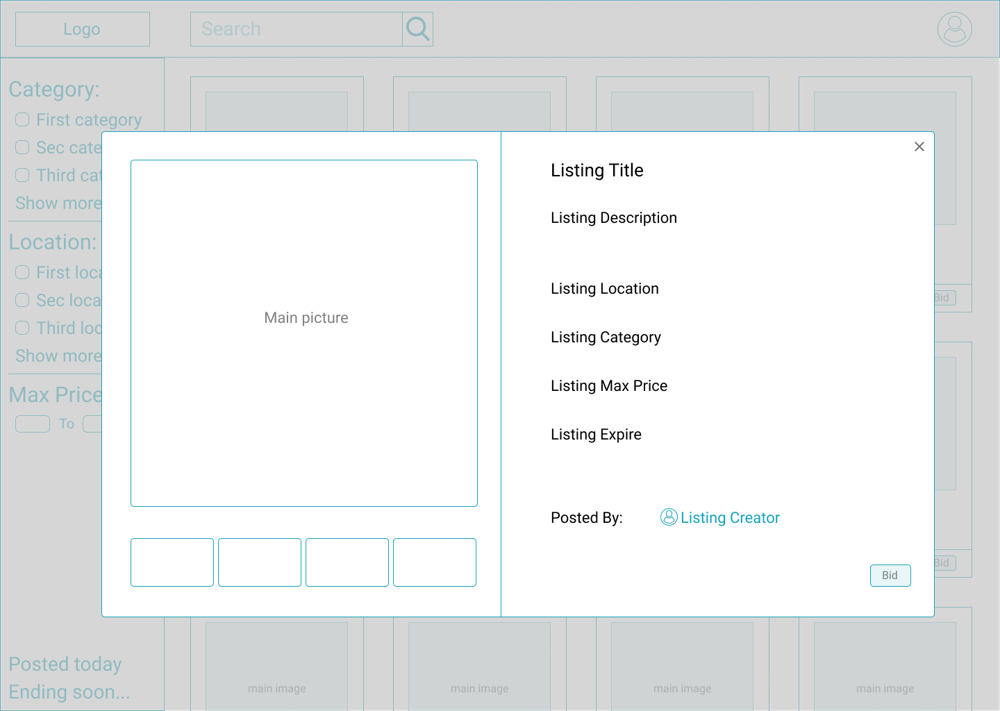 Logo
Search
Category:
First category
Sec cate
Third cat
Show more
Location:
First loca
Sec loca
Third loc
Show more
Max Price
To
Posted today
Ending soon...
Main picture
Listing Title
Listing Description
Listing Location
Listing Category
Listing Max Price
Listing Expire
Posted By: Listing Creator
Bid
Bid
Bid
main image main image main image main image